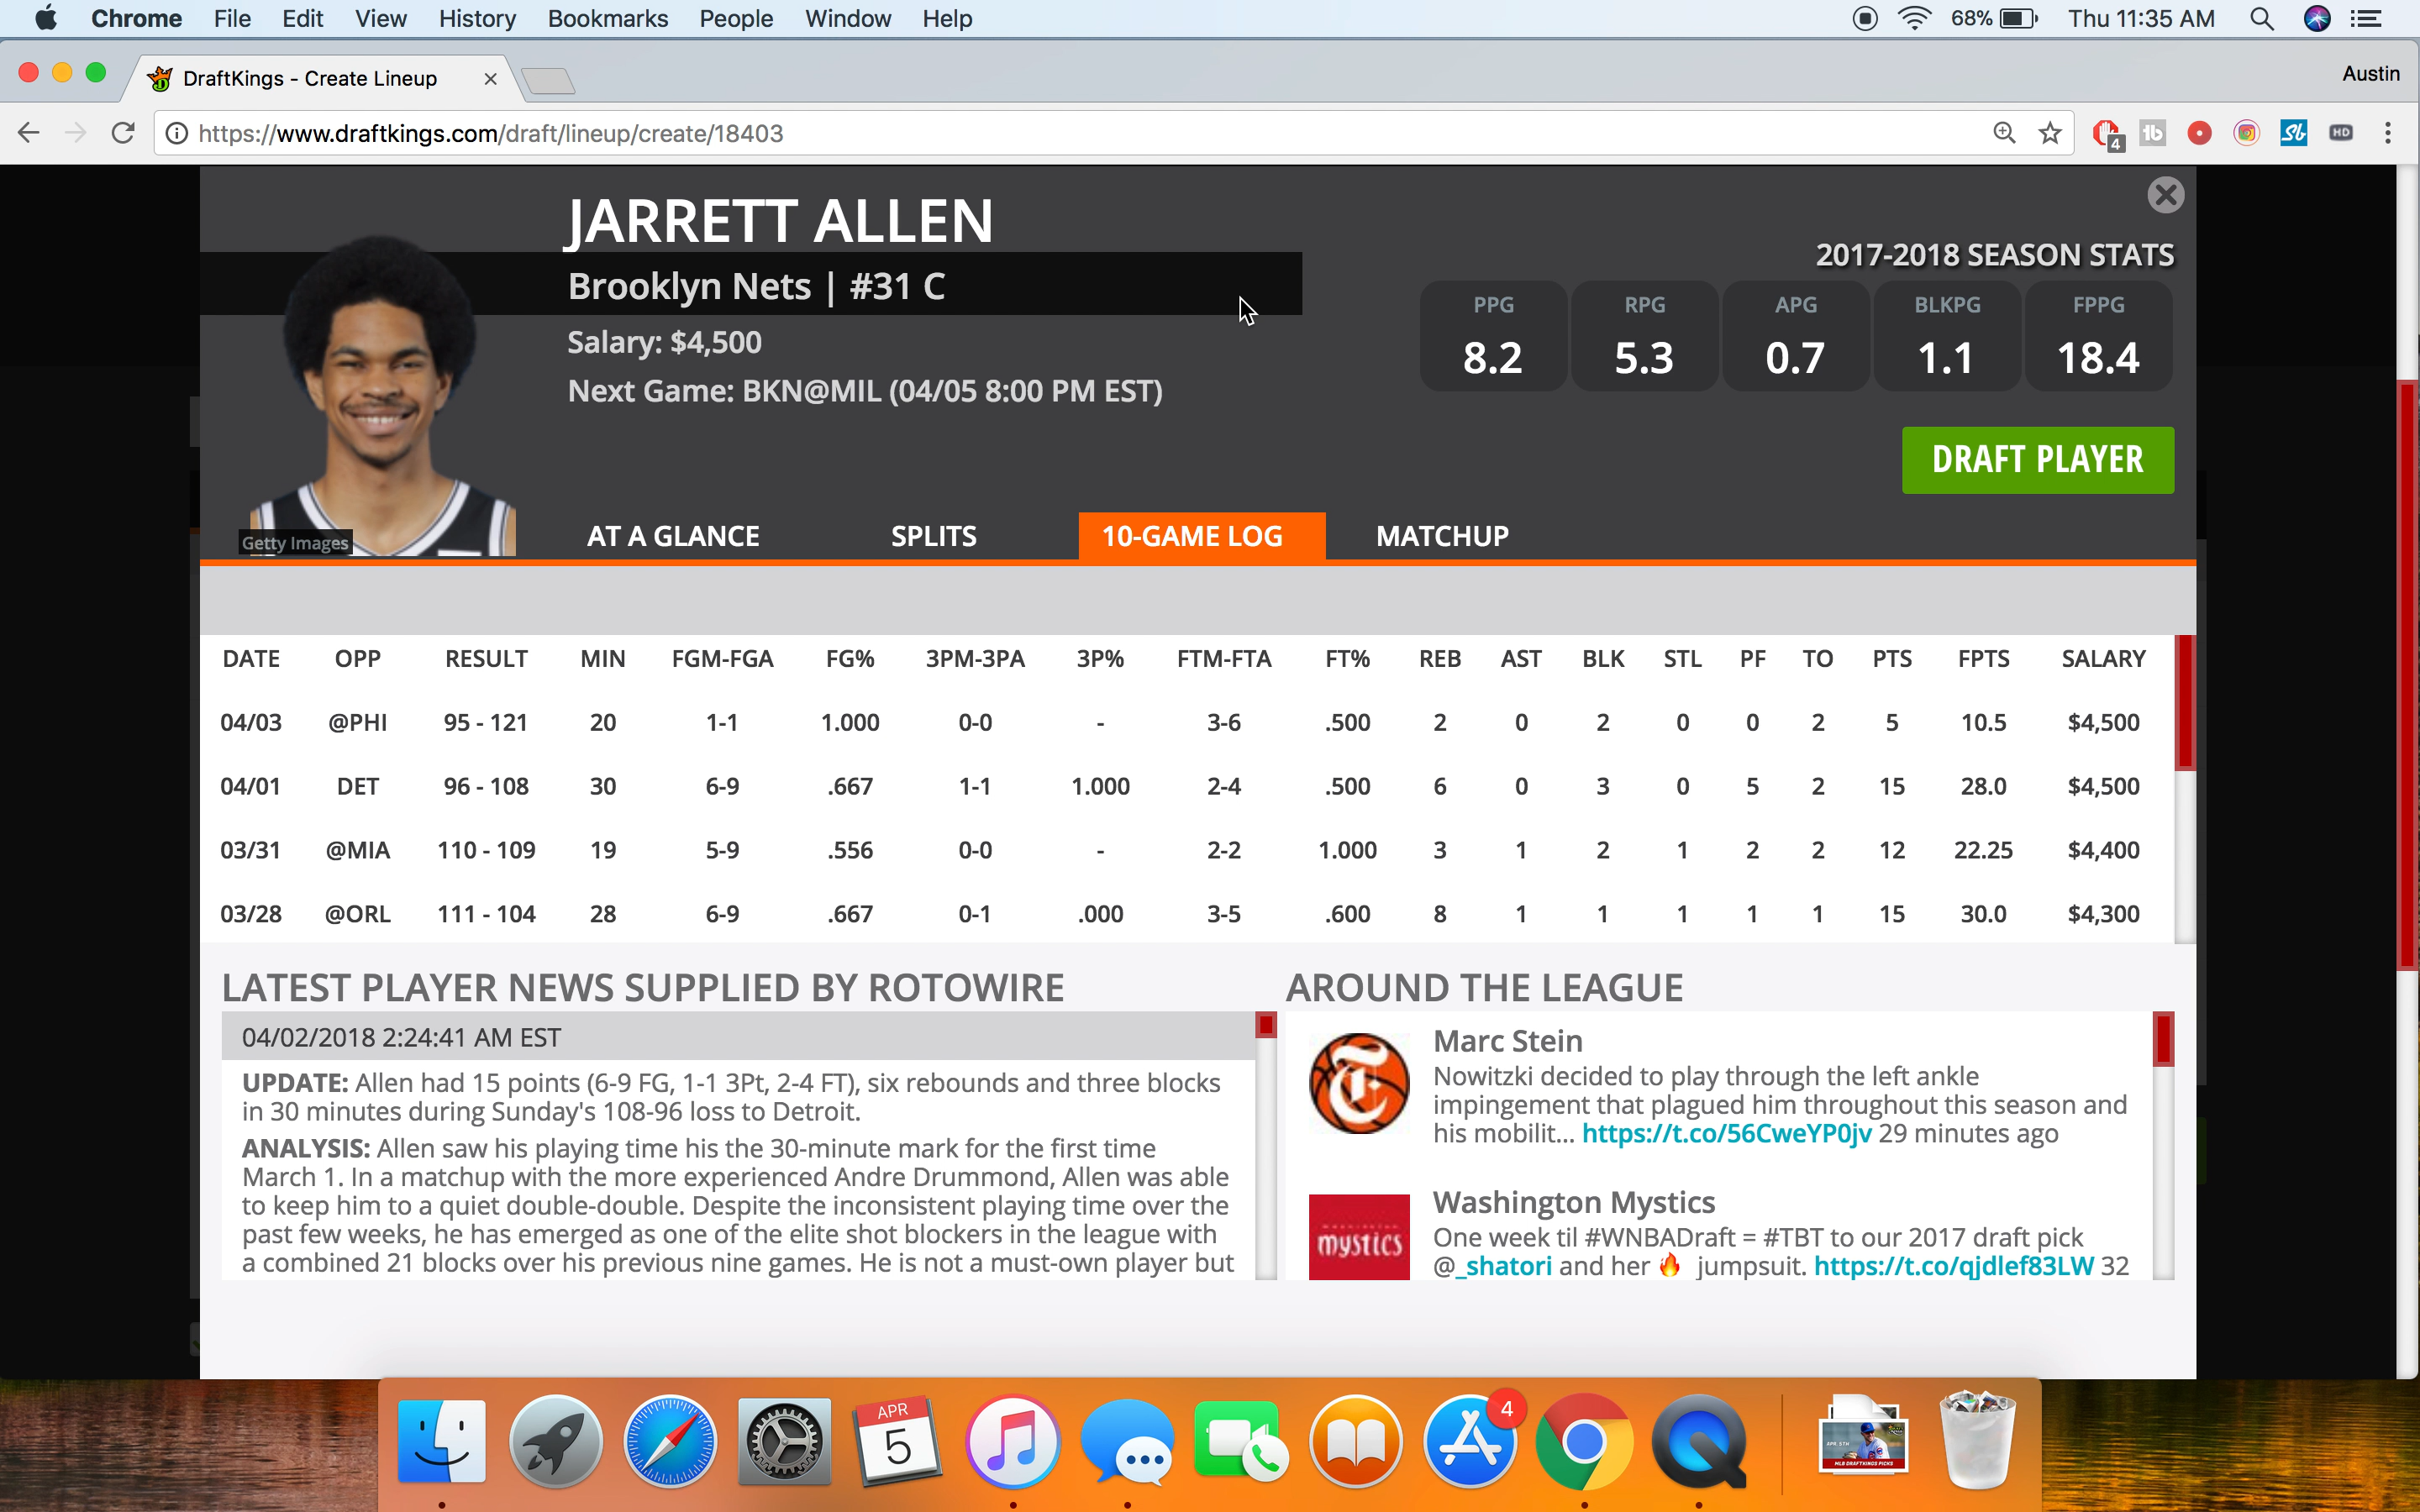 Chrome File Edit View History Bookmarks People Window Help 68% Thu 11:35 AM
DraftKings - Create Lineup Austin
https://www.draftkings.com/draft/lineup/create/18403 4 tb Sb HD
JARRETT ALLEN
Brooklyn Nets | #31 C
Salary: $4,500
Next Game: BKN@MIL (04/05 8:00 PM EST)
2017-2018 SEASON STATS
PPG RPG APG BLKPG FPPG
8.2 5.3 0.7 1.1 18.4
DRAFT PLAYER
Getty Images
AT A GLANCE SPLITS 10-GAME LOG MATCHUP
DATE OPP RESULT MIN FGM-FGA FG% 3PM-3PA 3P% FTM-FTA FT% REB AST BLK STL PF TO PTS FPTS SALARY
04/03 @PHI 95 - 121 20 1-1 1.000 0-0 - 3-6 .500 2 0 2 0 0 2 5 10.5 $4,500
04/01 DET 96 - 108 30 6-9 .667 1-1 1.000 2-4 .500 6 0 3 0 5 2 15 28.0 $4,500
03/31 @MIA 110 - 109 19 5-9 .556 0-0 - 2-2 1.000 3 1 2 1 2 2 12 22.25 $4,400
03/28 @ORL 111 - 104 28 6-9 .667 0-1 .000 3-5 .600 8 1 1 1 1 1 15 30.0 $4,300
LATEST PLAYER NEWS SUPPLIED BY ROTOWIRE
04/02/2018 2:24:41 AM EST
UPDATE: Allen had 15 points (6-9 FG, 1-1 3Pt, 2-4 FT), six rebounds and three blocks
in 30 minutes during Sunday's 108-96 loss to Detroit.
ANALYSIS: Allen saw his playing time his the 30-minute mark for the first time
March 1. In a matchup with the more experienced Andre Drummond, Allen was able
to keep him to a quiet double-double. Despite the inconsistent playing time over the
past few weeks, he has emerged as one of the elite shot blockers in the league with
a combined 21 blocks over his previous nine games. He is not a must-own player but
AROUND THE LEAGUE
Marc Stein
Nowitzki decided to play through the left ankle
impingement that plagued him throughout this season and
his mobilit... https://t.co/56CweYP0jv 29 minutes ago
mystics
Washington Mystics
One week til #WNBADraft = #TBT to our 2017 draft pick
@_shatori and her 🔥 jumpsuit. https://t.co/qjdlef83LW 32
APR
5
4
APR. 5TH
MLB DRAFTKINGS PICKS